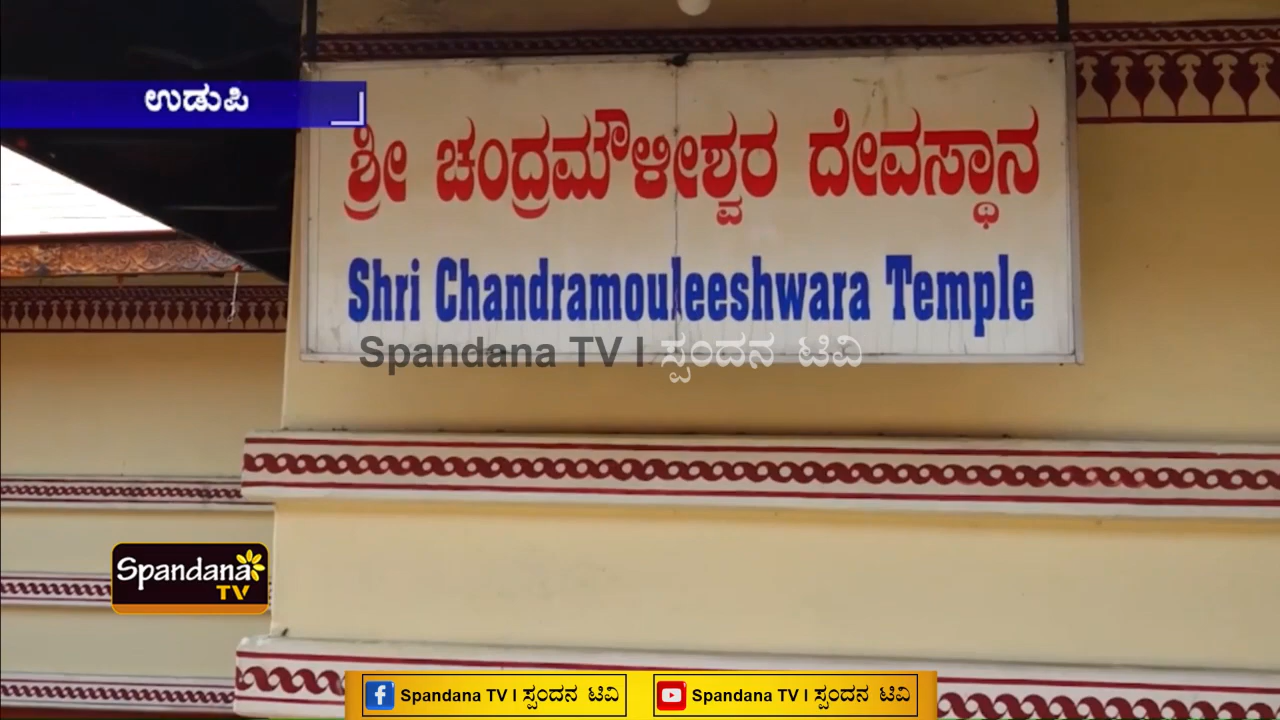 ಉಡುಪಿ
ಶ್ರೀ ಚಂದ್ರಮೌಳೀಶ್ವರ ದೇವಸ್ಥಾನ
Shri Chandramouleeshwara Temple
Spandana TV l ಸ್ಪಂದನ ಟಿವಿ
Spandana
TV
Spandana TV l ಸ್ಪಂದನ ಟಿವಿ
Spandana TV l ಸ್ಪಂದನ ಟಿವಿ